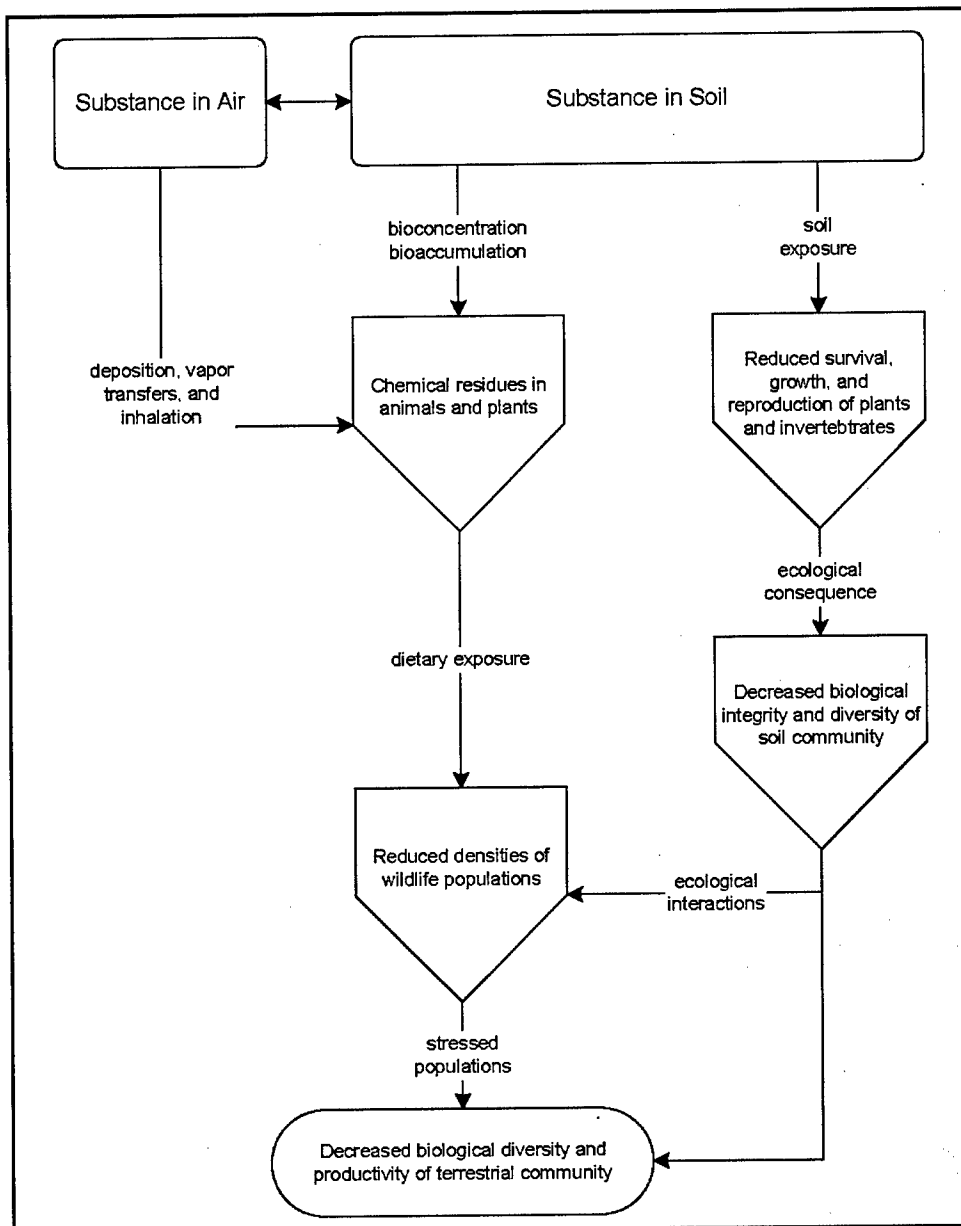 Substance in Air
Substance in Soil
bioconcentration
bioaccumulation
soil
exposure
deposition, vapor
transfers, and
inhalation
Chemical residues in
animals and plants
Reduced survival,
growth, and
reproduction of plants
and invertebtrates
ecological
consequence
dietary exposure
Decreased biological
integrity and diversity of
soil community
Reduced densities of
wildlife populations
ecological
interactions
stressed
populations
Decreased biological diversity and
productivity of terrestrial community